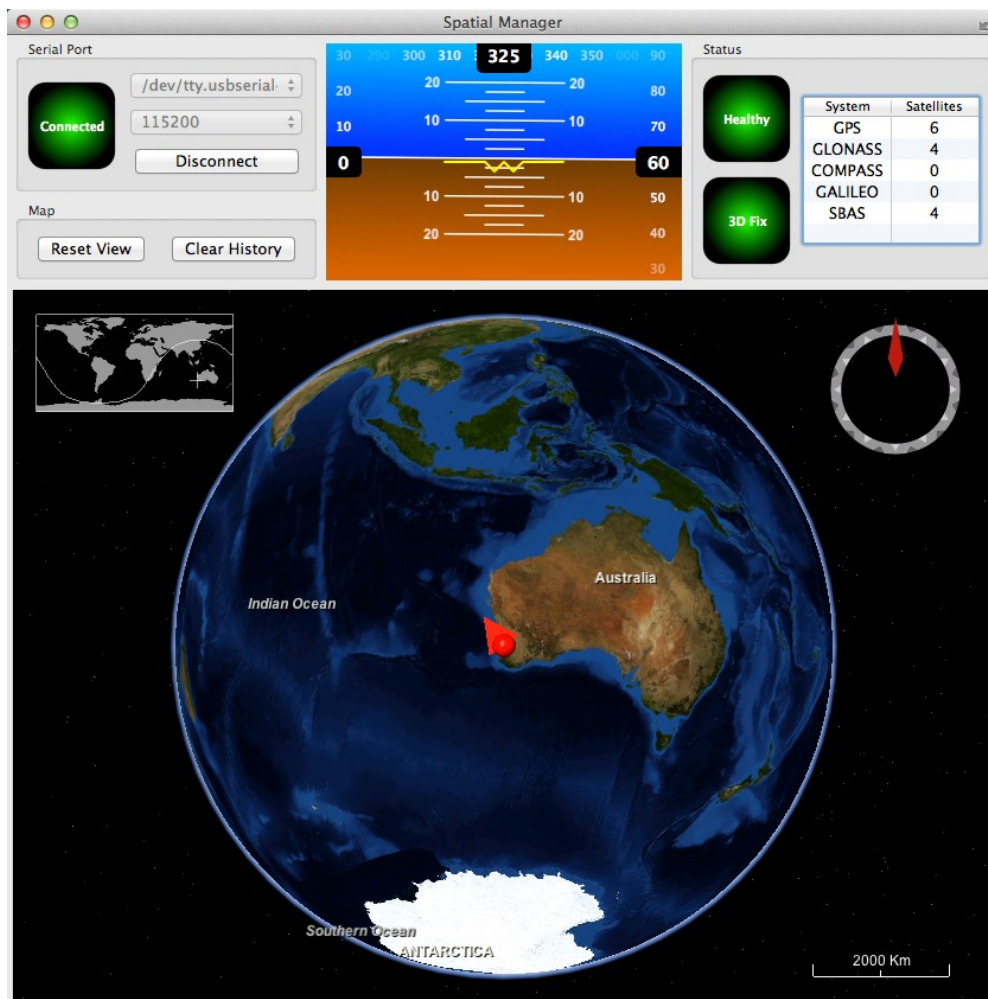 Spatial Manager
Serial Port
Connected
/dev/tty.usbserial-
115200
Disconnect
Map
Reset View
Clear History
30 290 300 310 325 340 350 000 90
20 20
20 80
10 10
10 70
0 60
10 10
50
20 20
40
30
Status
Healthy
3D Fix
System Satellites
GPS 6
GLONASS 4
COMPASS 0
GALILEO 0
SBAS 4
Australia
Indian Ocean
Southern Ocean
ANTARCTICA
2000 Km